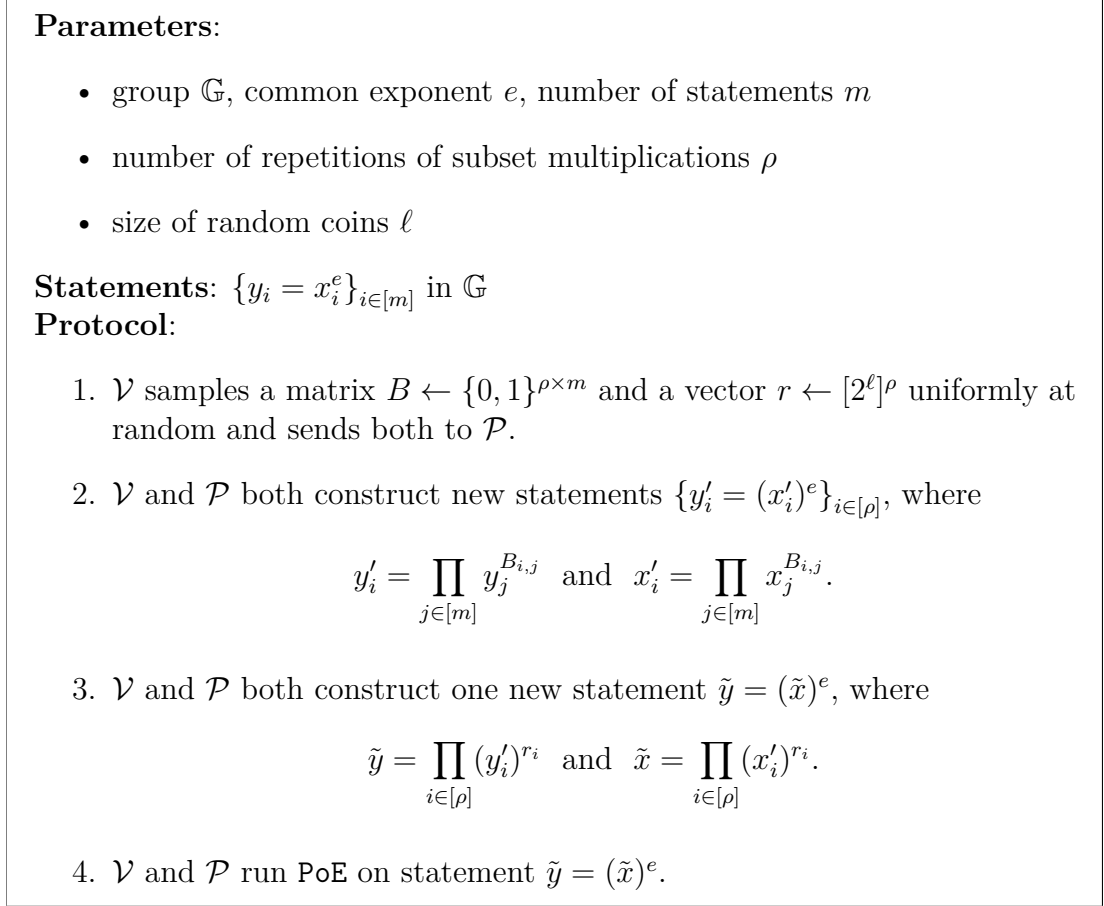 Parameters:
• group 𝔾, common exponent e, number of statements m
• number of repetitions of subset multiplications ρ
• size of random coins ℓ
Statements: {y_i = x_i^e}_{i∈[m]} in 𝔾
Protocol:
1. 𝒱 samples a matrix B ← {0, 1}^{ρ×m} and a vector r ← [2^ℓ]^ρ uniformly at
random and sends both to 𝒫.
2. 𝒱 and 𝒫 both construct new statements {y′_i = (x′_i)^e}_{i∈[ρ]}, where
y′_i = ∏_{j∈[m]} y_j^{B_{i,j}} and x′_i = ∏_{j∈[m]} x_j^{B_{i,j}}.
3. 𝒱 and 𝒫 both construct one new statement ỹ = (x̃)^e, where
ỹ = ∏_{i∈[ρ]} (y′_i)^{r_i} and x̃ = ∏_{i∈[ρ]} (x′_i)^{r_i}.
4. 𝒱 and 𝒫 run PoE on statement ỹ = (x̃)^e.